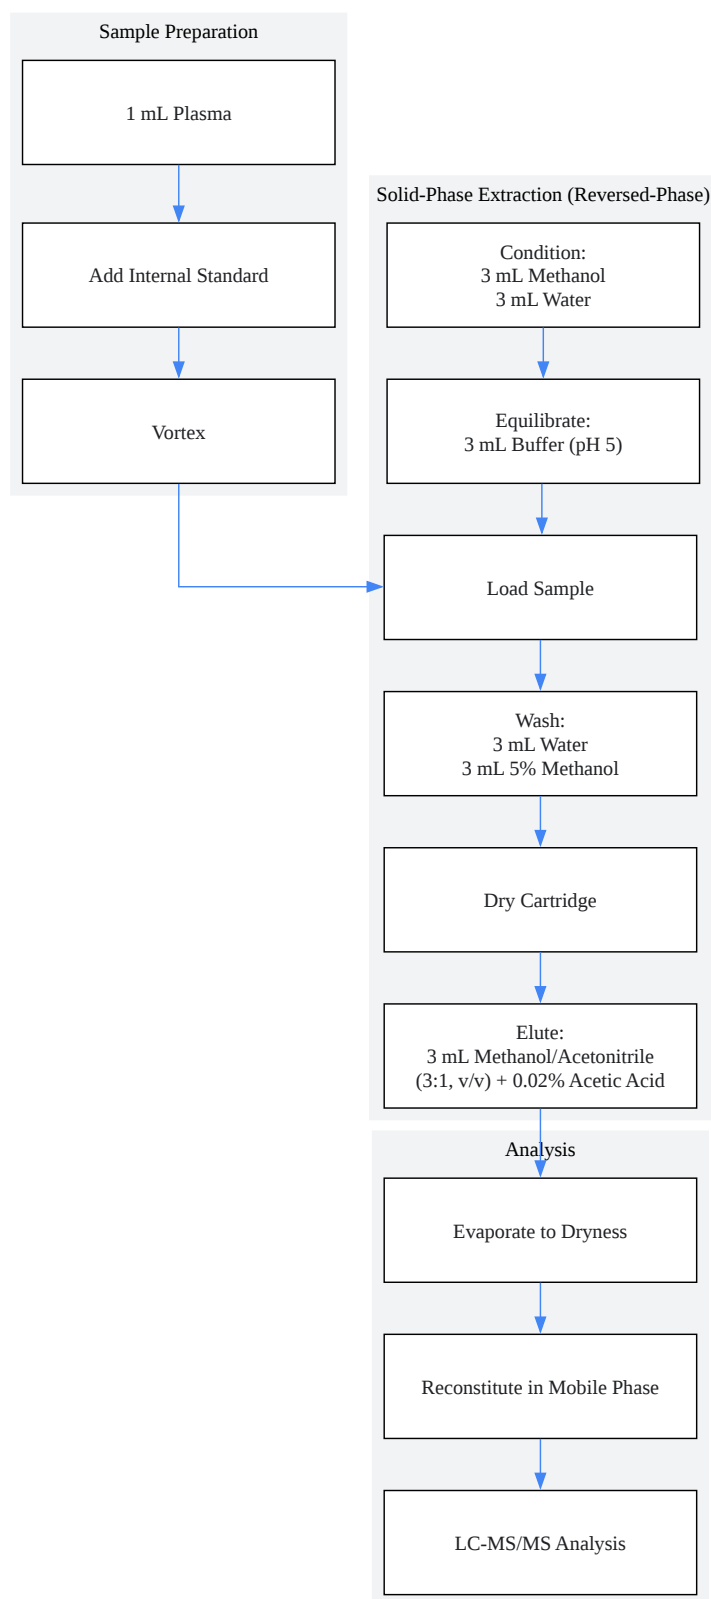 Sample Preparation
1 mL Plasma
Add Internal Standard
Vortex
Solid-Phase Extraction (Reversed-Phase)
Condition:
3 mL Methanol
3 mL Water
Equilibrate:
3 mL Buffer (pH 5)
Load Sample
Wash:
3 mL Water
3 mL 5% Methanol
Dry Cartridge
Elute:
3 mL Methanol/Acetonitrile
(3:1, v/v) + 0.02% Acetic Acid
Analysis
Evaporate to Dryness
Reconstitute in Mobile Phase
LC-MS/MS Analysis